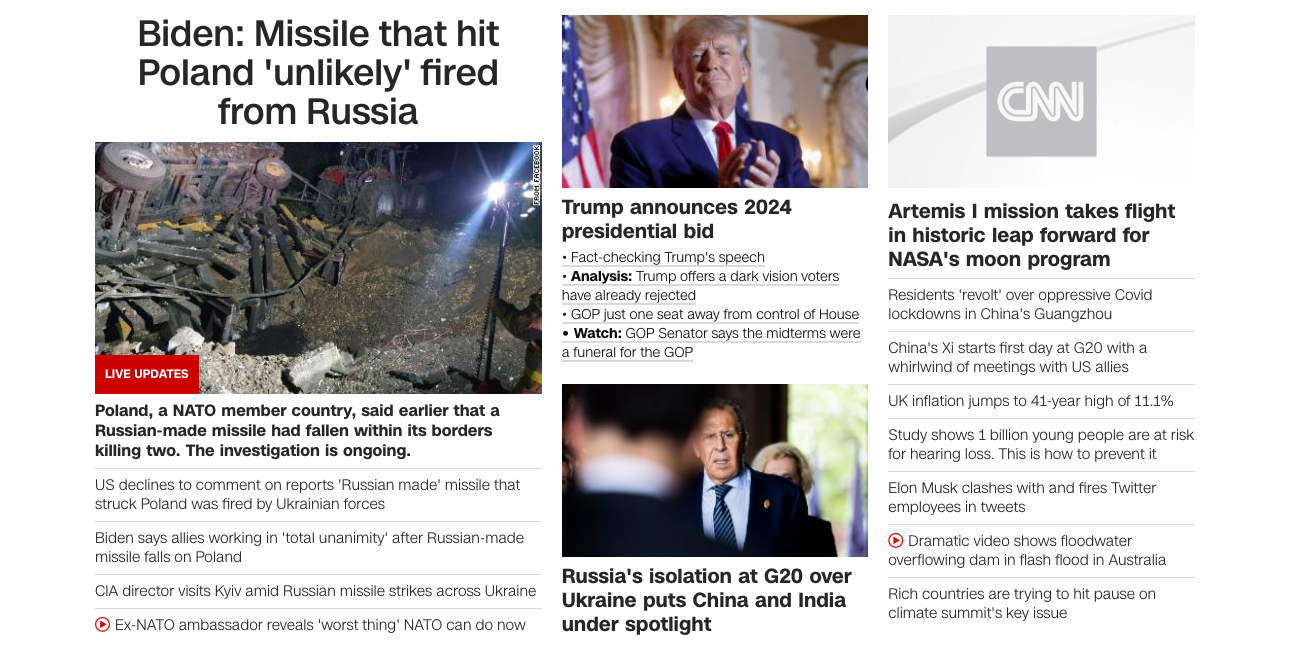 Biden: Missile that hit
Poland 'unlikely' fired
from Russia
FROM FACEBOOK
LIVE UPDATES
Poland, a NATO member country, said earlier that a
Russian-made missile had fallen within its borders
killing two. The investigation is ongoing.
US declines to comment on reports 'Russian made' missile that
struck Poland was fired by Ukrainian forces
Biden says allies working in 'total unanimity' after Russian-made
missile falls on Poland
CIA director visits Kyiv amid Russian missile strikes across Ukraine
Ex-NATO ambassador reveals 'worst thing' NATO can do now
Trump announces 2024
presidential bid
• Fact-checking Trump's speech
• Analysis: Trump offers a dark vision voters
have already rejected
• GOP just one seat away from control of House
• Watch: GOP Senator says the midterms were
a funeral for the GOP
Russia's isolation at G20 over
Ukraine puts China and India
under spotlight
CNN
Artemis I mission takes flight
in historic leap forward for
NASA's moon program
Residents 'revolt' over oppressive Covid
lockdowns in China's Guangzhou
China's Xi starts first day at G20 with a
whirlwind of meetings with US allies
UK inflation jumps to 41-year high of 11.1%
Study shows 1 billion young people are at risk
for hearing loss. This is how to prevent it
Elon Musk clashes with and fires Twitter
employees in tweets
Dramatic video shows floodwater
overflowing dam in flash flood in Australia
Rich countries are trying to hit pause on
climate summit's key issue